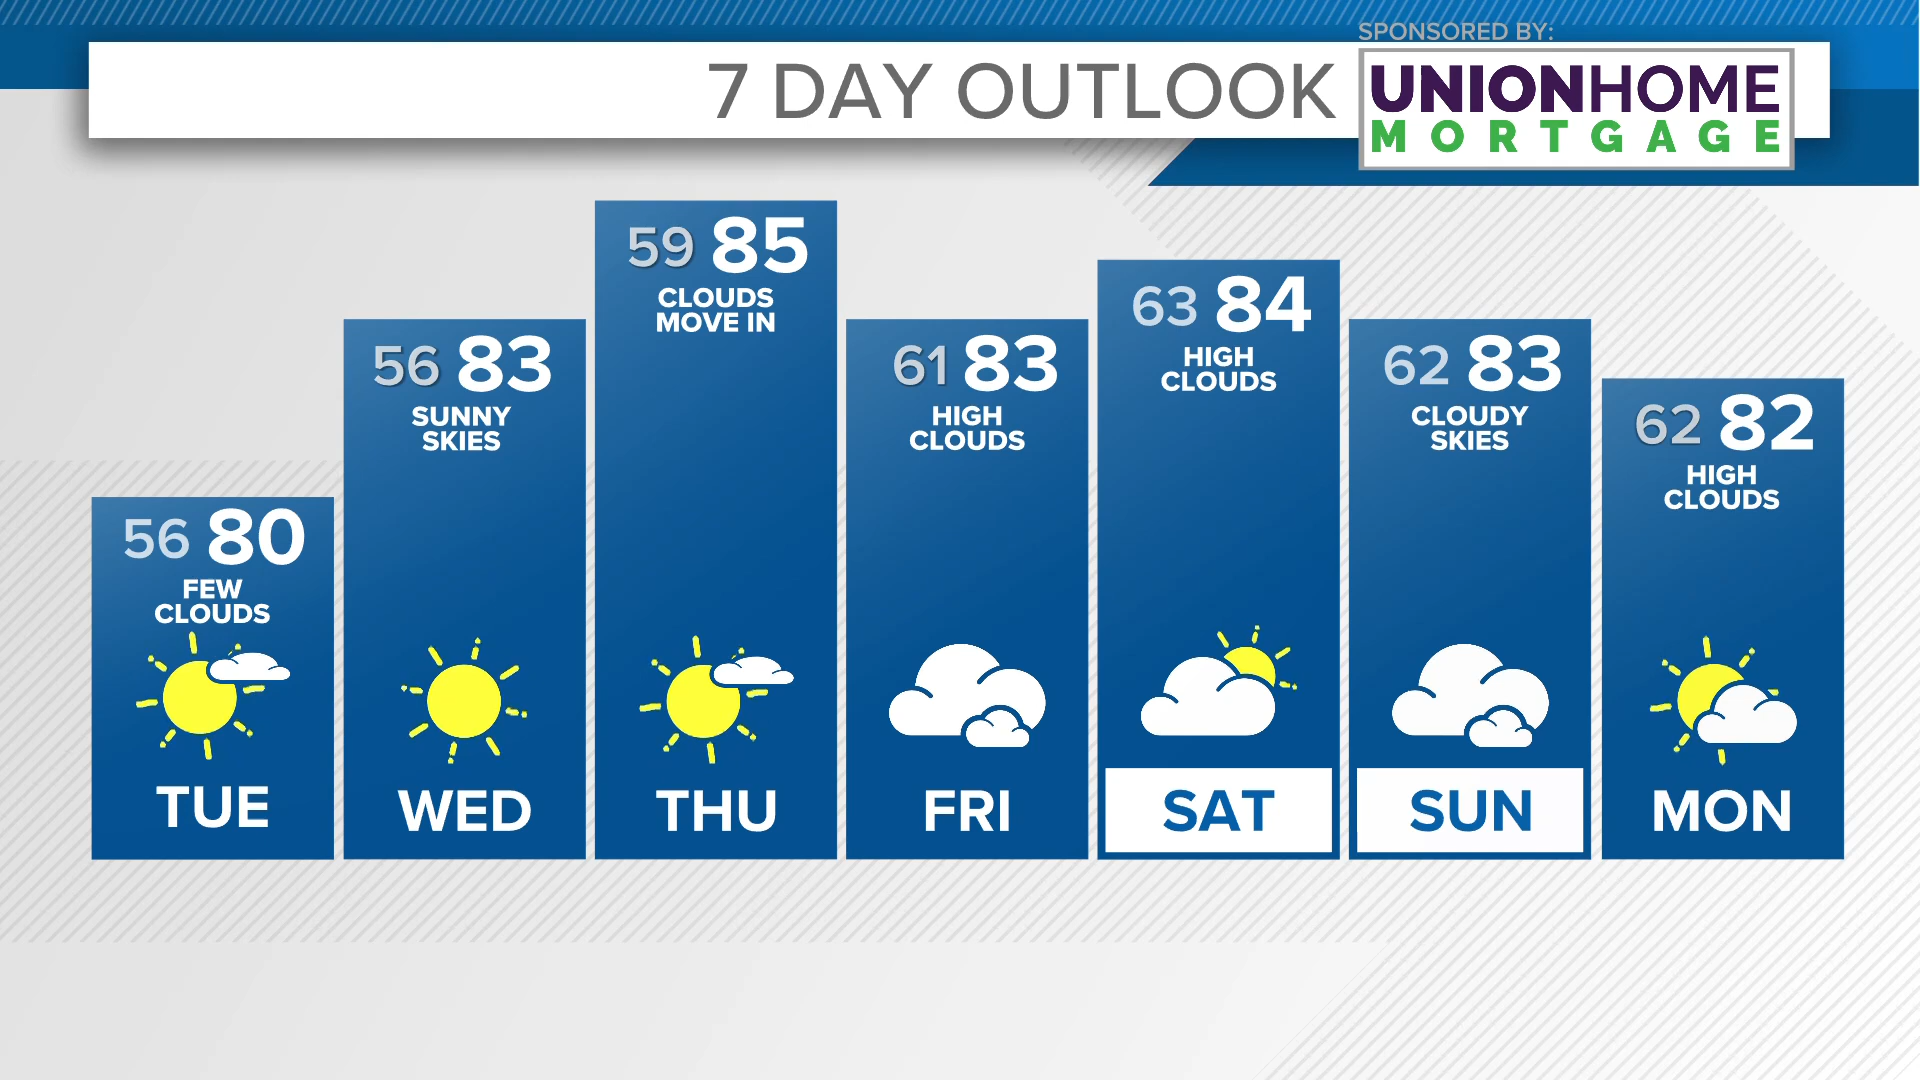 SPONSORED BY:
7 DAY OUTLOOK
UNIONHOME
MORTGAGE
56 80
FEW
CLOUDS
TUE
56 83
SUNNY
SKIES
WED
59 85
CLOUDS
MOVE IN
THU
61 83
HIGH
CLOUDS
FRI
63 84
HIGH
CLOUDS
SAT
62 83
CLOUDY
SKIES
SUN
62 82
HIGH
CLOUDS
MON